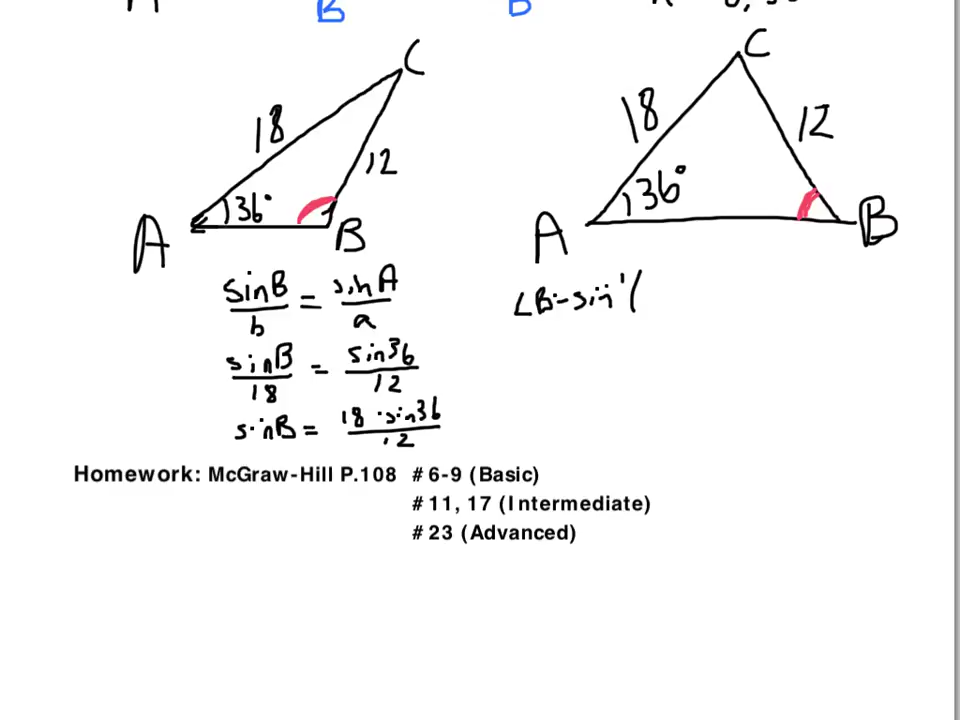 A B B
C C
18 12 18 12
36° 36°
A B A B
sinB/b = sinA/a
∠B=sin⁻¹(
sinB/18 = sin36/12
sinB = 18·sin36/12
Homework: McGraw-Hill P.108 #6-9 (Basic)
#11, 17 (Intermediate)
#23 (Advanced)